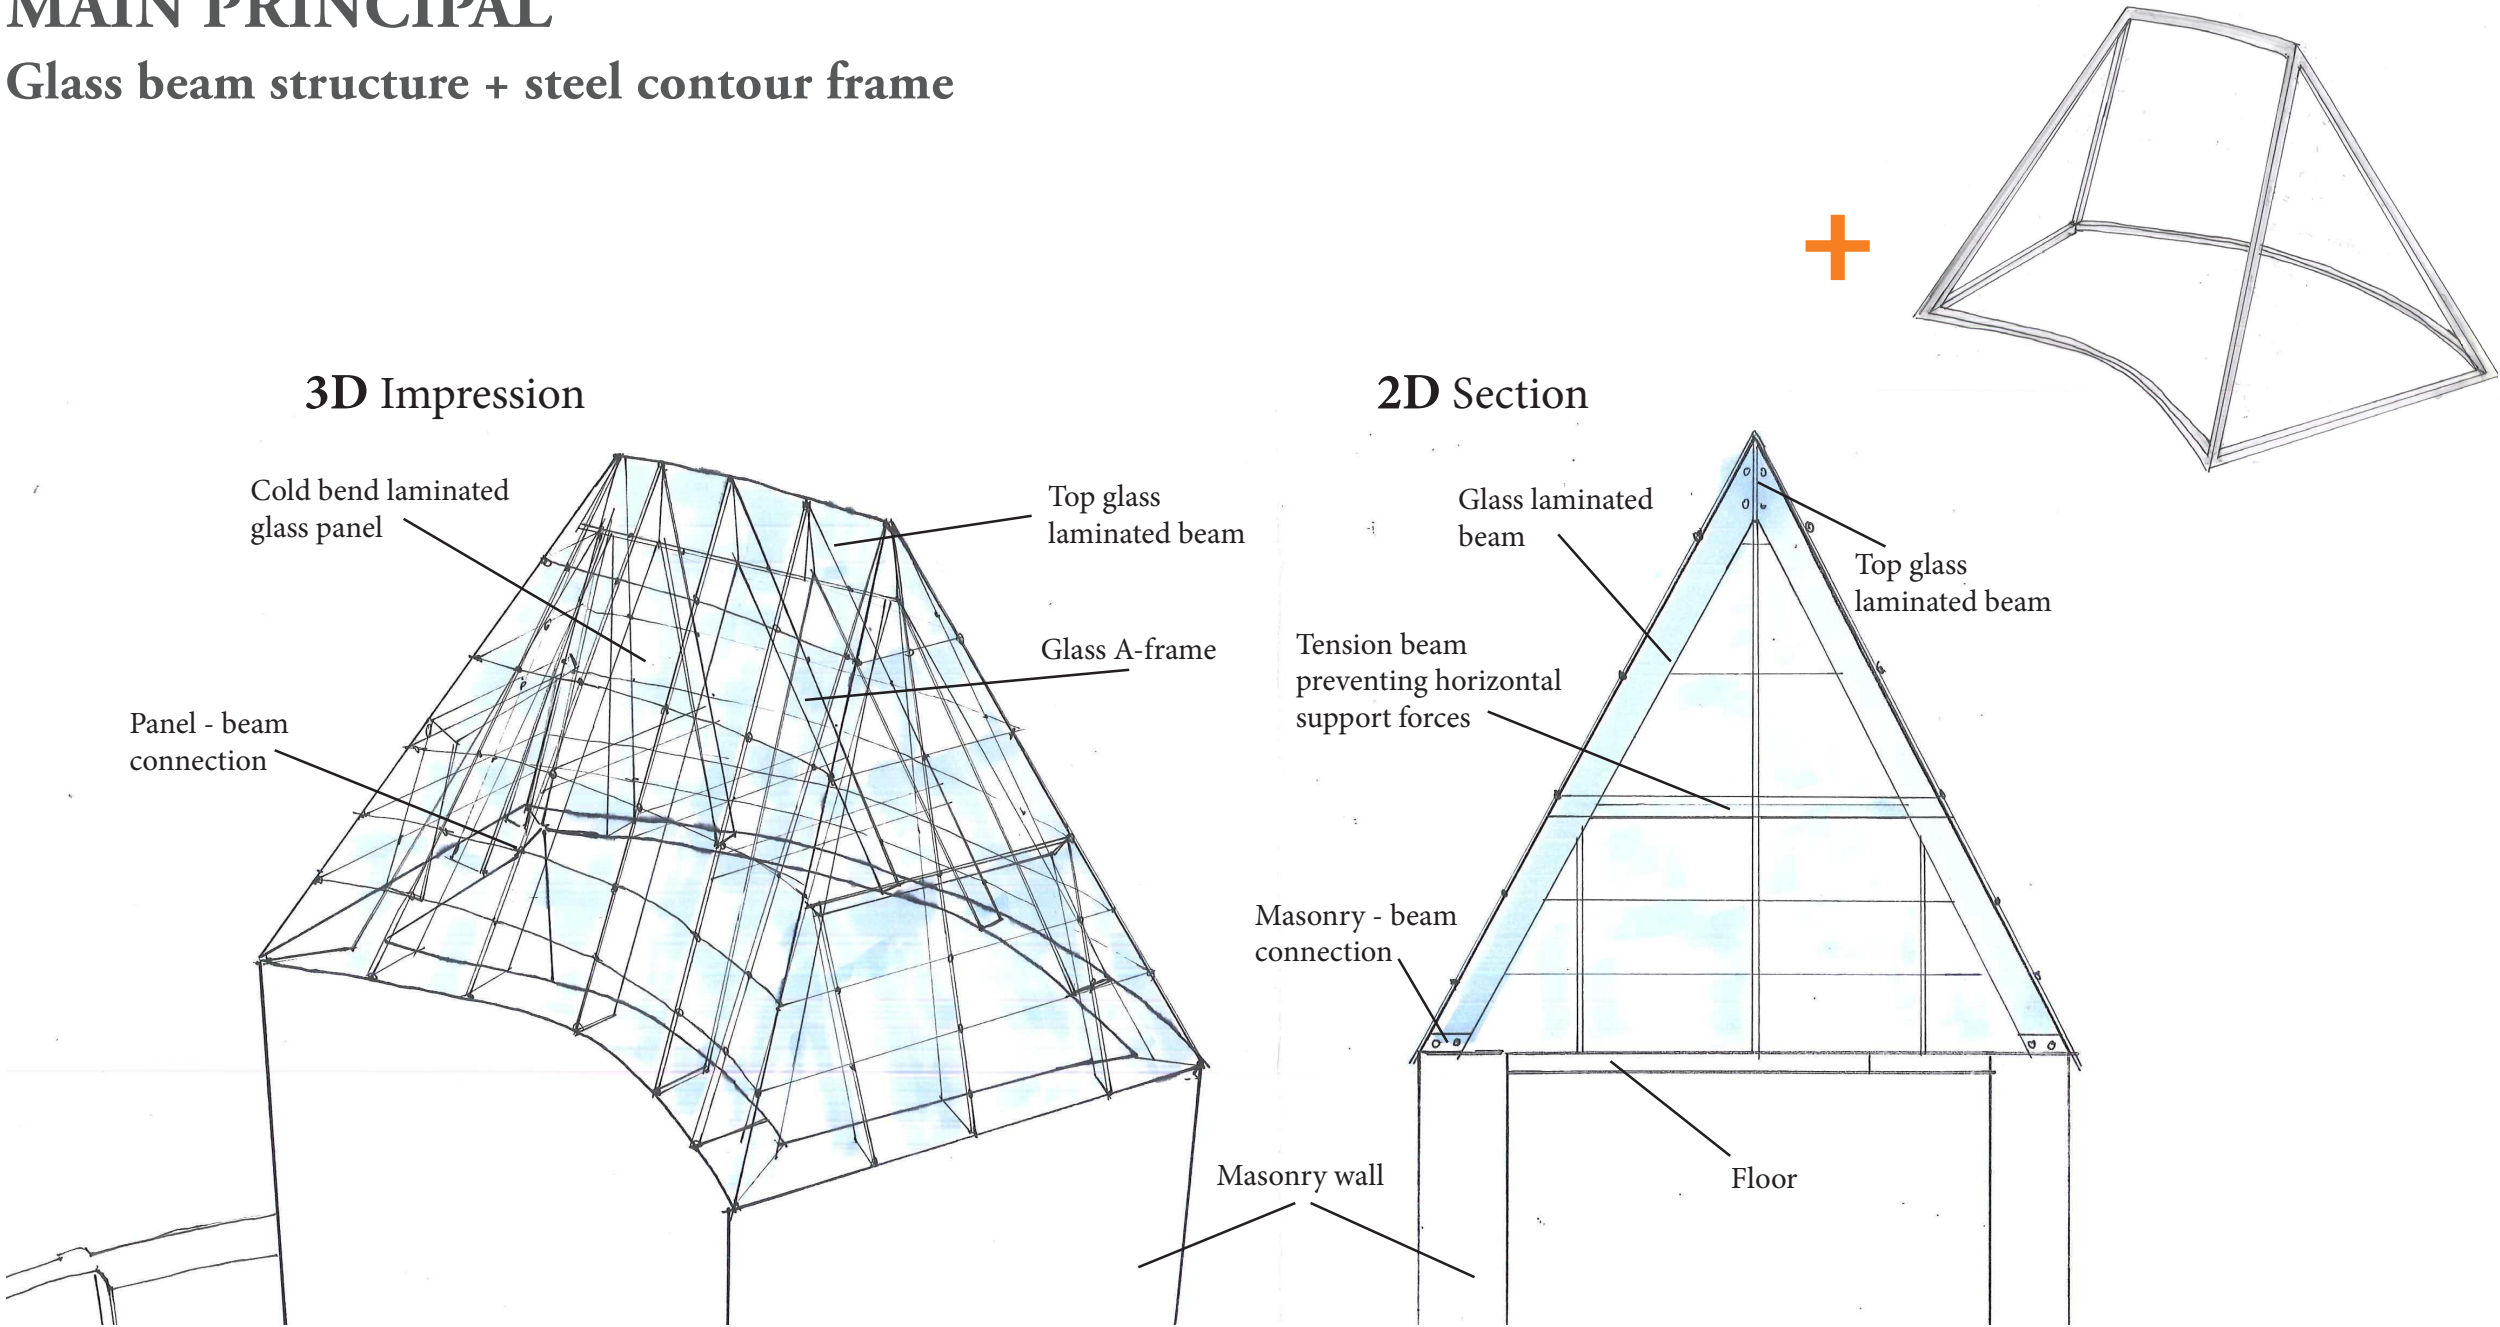 MAIN PRINCIPAL
Glass beam structure + steel contour frame
+
3D Impression
2D Section
Cold bend laminated
glass panel
Top glass
laminated beam
Glass A-frame
Panel - beam
connection
Glass laminated
beam
Top glass
laminated beam
Tension beam
preventing horizontal
support forces
Masonry - beam
connection
Masonry wall
Floor